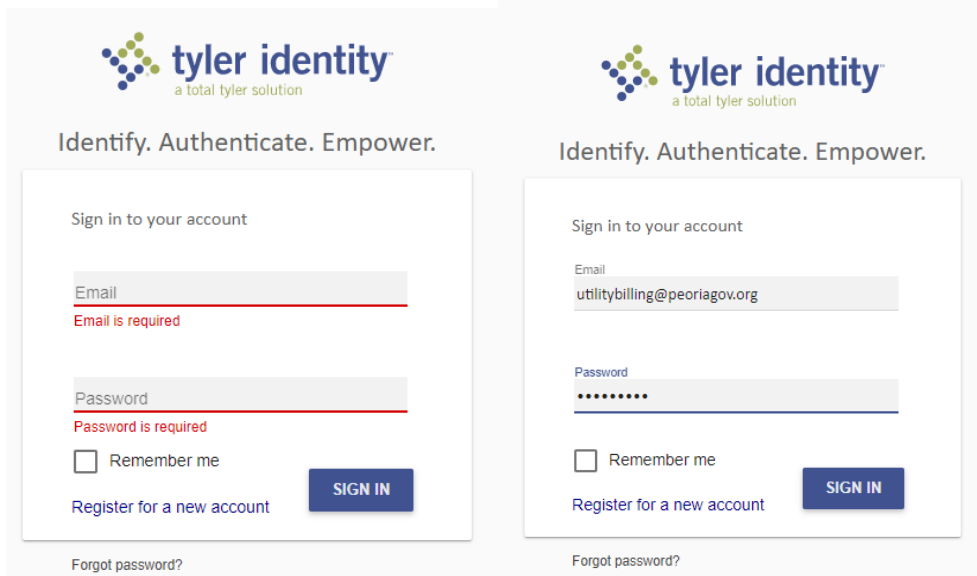 tyler identity™
a total tyler solution
Identify. Authenticate. Empower.
Sign in to your account
Email
Email is required
Password
Password is required
Remember me
SIGN IN
Register for a new account
Forgot password?
tyler identity™
a total tyler solution
Identify. Authenticate. Empower.
Sign in to your account
Email
utilitybilling@peoriagov.org
Password
•••••••••
Remember me
SIGN IN
Register for a new account
Forgot password?